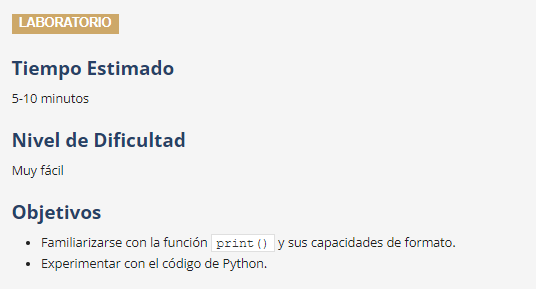 LABORATORIO
Tiempo Estimado
5-10 minutos
Nivel de Dificultad
Muy fácil
Objetivos
• Familiarizarse con la función print() y sus capacidades de formato.
• Experimentar con el código de Python.